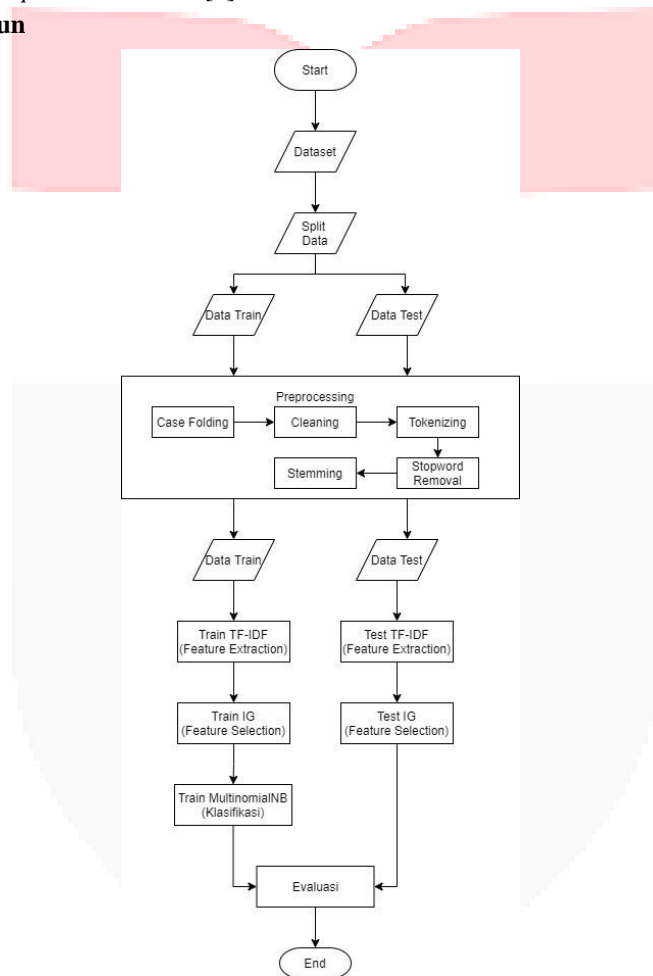 un
Start
Dataset
Split
Data
Data Train
Data Test
Preprocessing
Case Folding
Cleaning
Tokenizing
Stopword
Removal
Stemming
Data Train
Data Test
Train TF-IDF
(Feature Extraction)
Test TF-IDF
(Feature Extraction)
Train IG
(Feature Selection)
Test IG
(Feature Selection)
Train MultinomialNB
(Klasifikasi)
Evaluasi
End